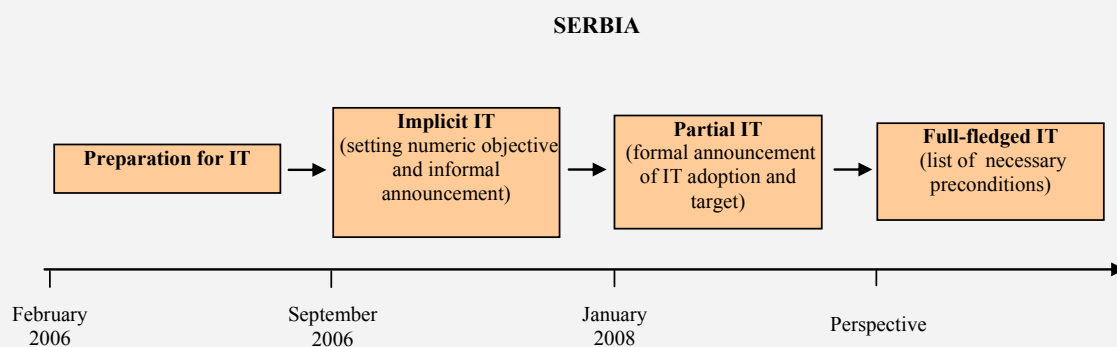 SERBIA
Preparation for IT
Implicit IT
(setting numeric objective
and informal
announcement)
Partial IT
(formal announcement
of IT adoption and
target)
Full-fledged IT
(list of necessary
preconditions)
February
2006
September
2006
January
2008
Perspective